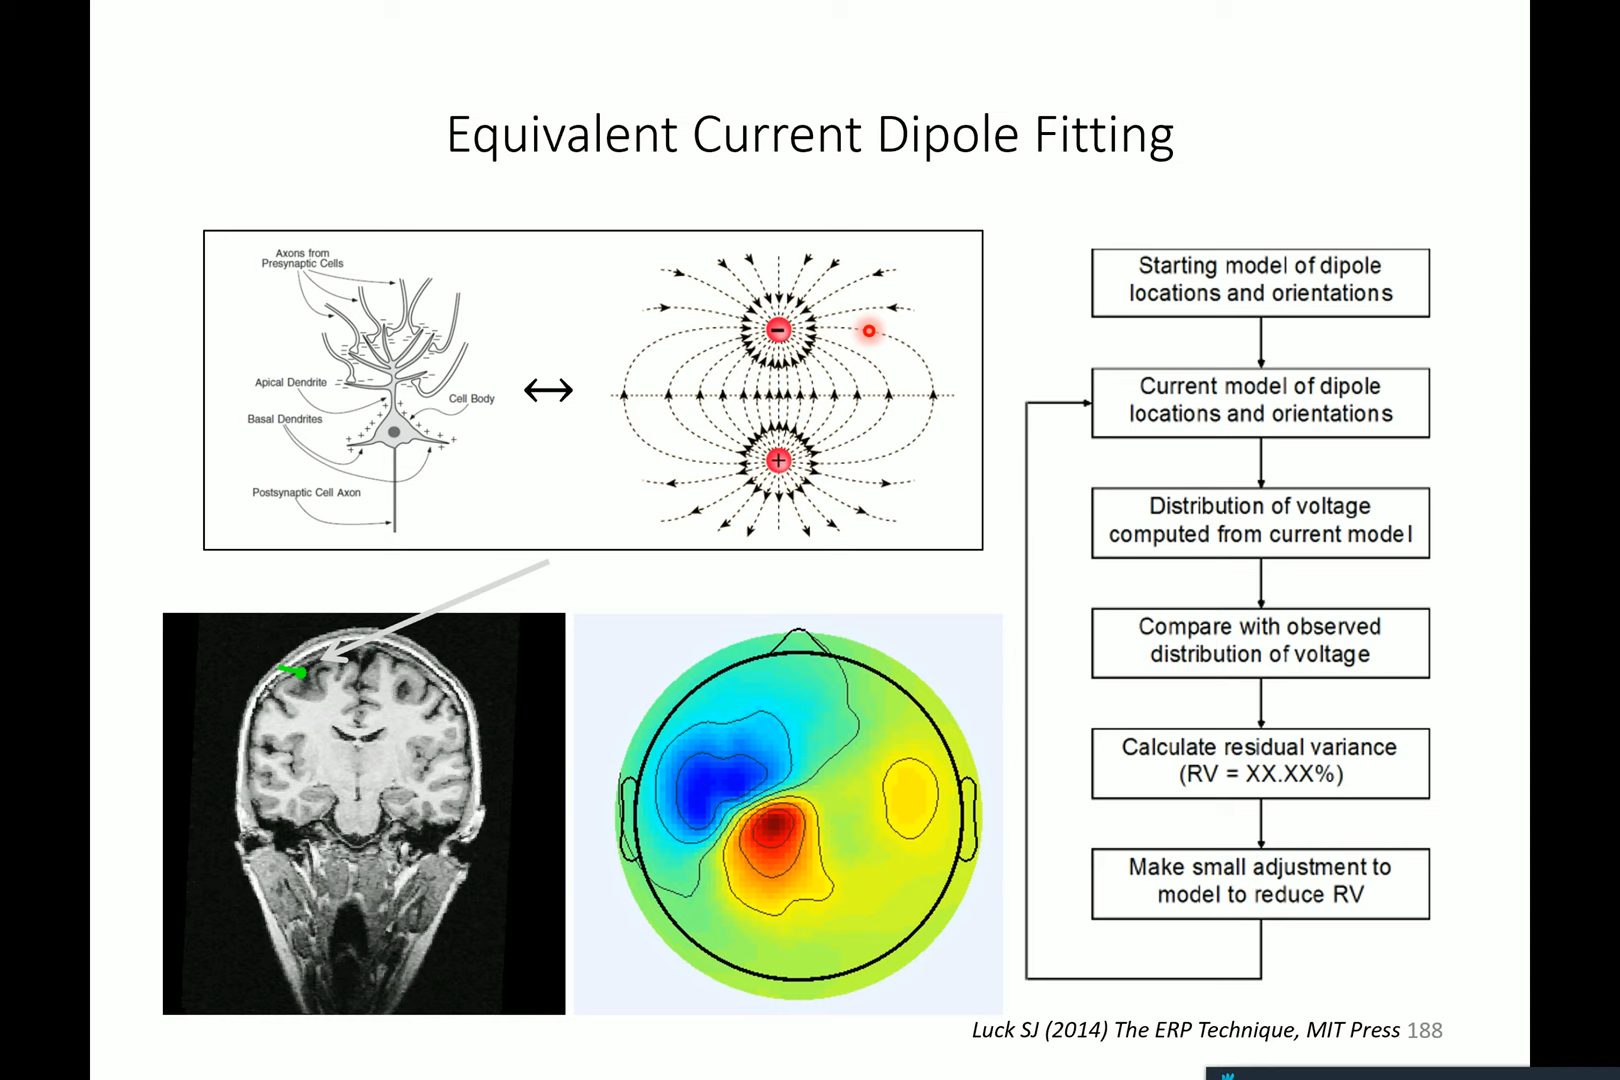 Equivalent Current Dipole Fitting
Axons from
Presynaptic Cells
Apical Dendrite
Cell Body
Basal Dendrites
Postsynaptic Cell Axon
Starting model of dipole
locations and orientations
Current model of dipole
locations and orientations
Distribution of voltage
computed from current model
Compare with observed
distribution of voltage
Calculate residual variance
(RV = XX.XX%)
Make small adjustment to
model to reduce RV
Luck SJ (2014) The ERP Technique, MIT Press 188